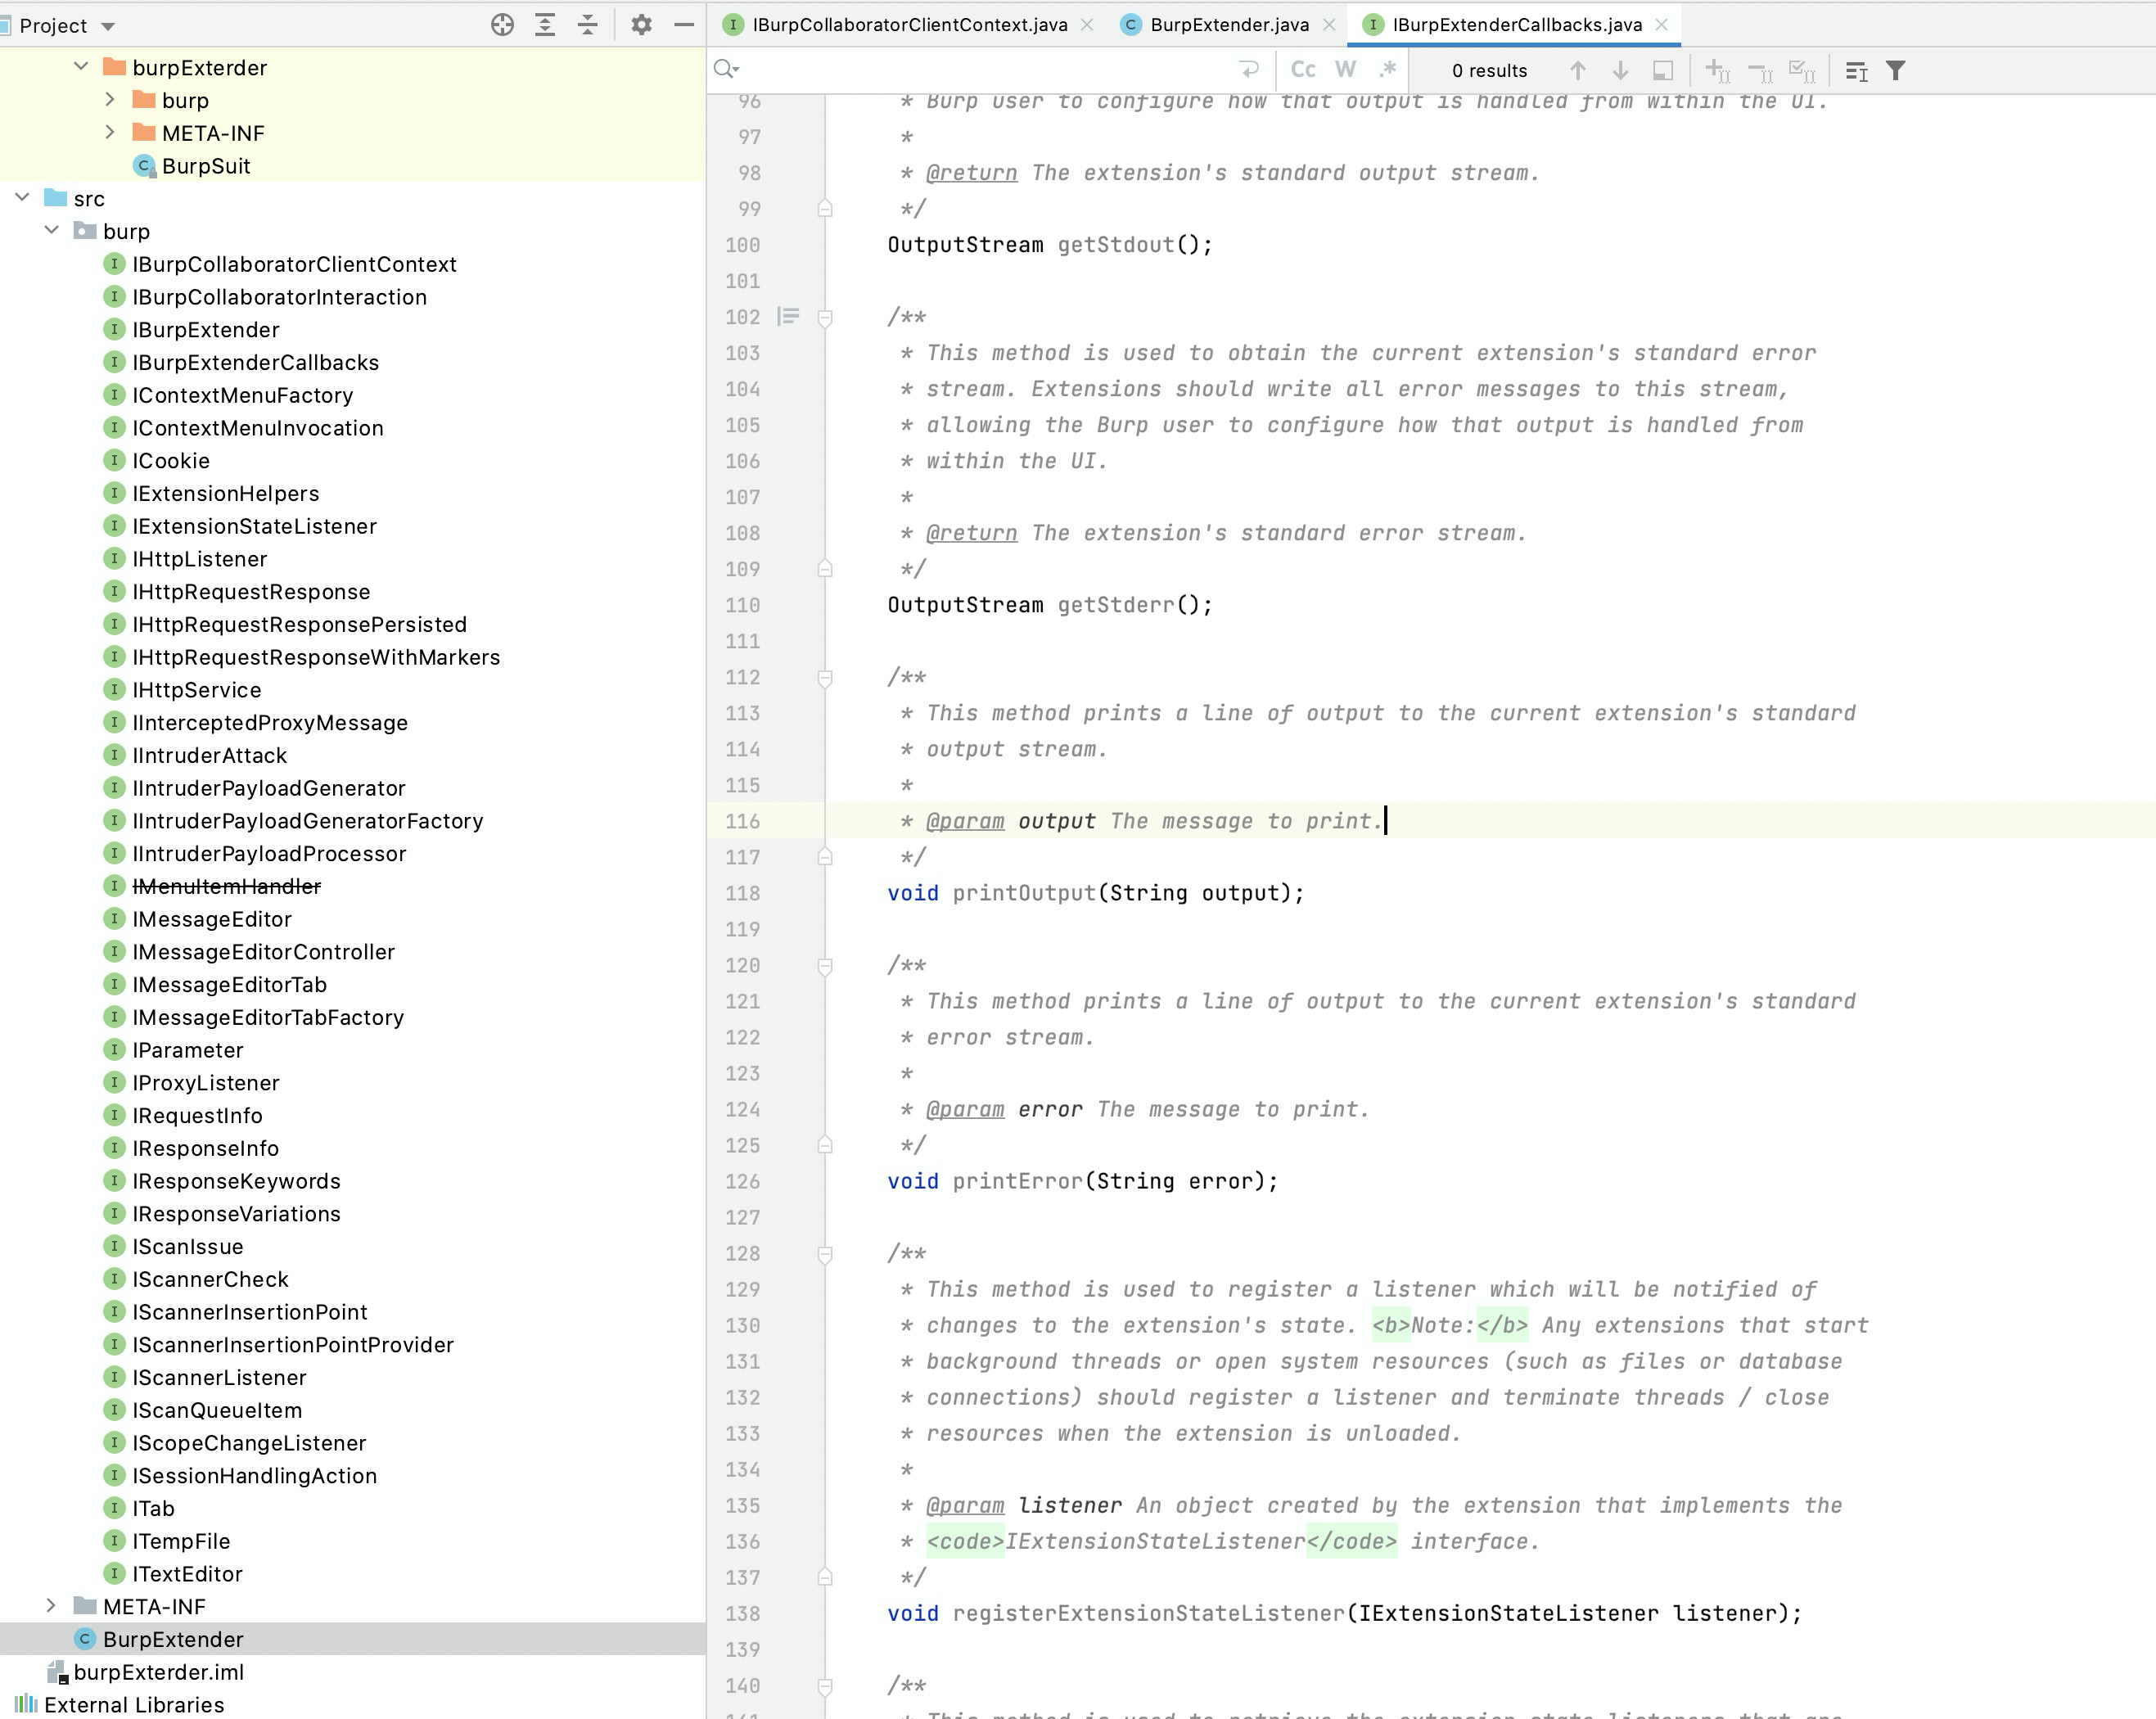 Project
IBurpCollaboratorClientContext.java
BurpExtender.java
IBurpExtenderCallbacks.java
burpExterder
burp
META-INF
BurpSuit
src
burp
IBurpCollaboratorClientContext
IBurpCollaboratorInteraction
IBurpExtender
IBurpExtenderCallbacks
IContextMenuFactory
IContextMenuInvocation
ICookie
IExtensionHelpers
IExtensionStateListener
IHttpListener
IHttpRequestResponse
IHttpRequestResponsePersisted
IHttpRequestResponseWithMarkers
IHttpService
IInterceptedProxyMessage
IIntruderAttack
IIntruderPayloadGenerator
IIntruderPayloadGeneratorFactory
IIntruderPayloadProcessor
IMenuItemHandler
IMessageEditor
IMessageEditorController
IMessageEditorTab
IMessageEditorTabFactory
IParameter
IProxyListener
IRequestInfo
IResponseInfo
IResponseKeywords
IResponseVariations
IScanIssue
IScannerCheck
IScannerInsertionPoint
IScannerInsertionPointProvider
IScannerListener
IScanQueueItem
IScopeChangeListener
ISessionHandlingAction
ITab
ITempFile
ITextEditor
META-INF
BurpExtender
burpExterder.iml
External Libraries
Cc W .* 0 results
96 * Burp user to configure how that output is handled from within the UI.
97 *
98 * @return The extension's standard output stream.
99 */
100 OutputStream getStdout();
101
102 /**
103 * This method is used to obtain the current extension's standard error
104 * stream. Extensions should write all error messages to this stream,
105 * allowing the Burp user to configure how that output is handled from
106 * within the UI.
107 *
108 * @return The extension's standard error stream.
109 */
110 OutputStream getStderr();
111
112 /**
113 * This method prints a line of output to the current extension's standard
114 * output stream.
115 *
116 * @param output The message to print.
117 */
118 void printOutput(String output);
119
120 /**
121 * This method prints a line of output to the current extension's standard
122 * error stream.
123 *
124 * @param error The message to print.
125 */
126 void printError(String error);
127
128 /**
129 * This method is used to register a listener which will be notified of
130 * changes to the extension's state. <b>Note:</b> Any extensions that start
131 * background threads or open system resources (such as files or database
132 * connections) should register a listener and terminate threads / close
133 * resources when the extension is unloaded.
134 *
135 * @param listener An object created by the extension that implements the
136 * <code>IExtensionStateListener</code> interface.
137 */
138 void registerExtensionStateListener(IExtensionStateListener listener);
139
140 /**
141 * This method is used to retrieve the extension state listeners that are